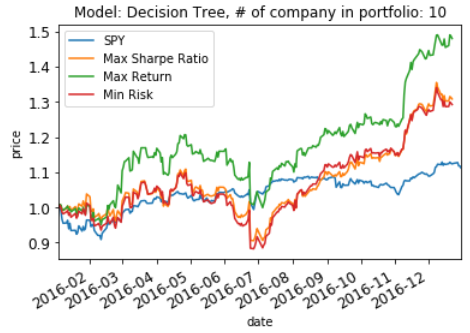 Model: Decision Tree, # of company in portfolio: 10
1.5
1.4
1.3
1.2
1.1
1.0
0.9
price
SPY
Max Sharpe Ratio
Max Return
Min Risk
2016-02
2016-03
2016-04
2016-05
2016-06
2016-07
2016-08
2016-09
2016-10
2016-11
2016-12
date